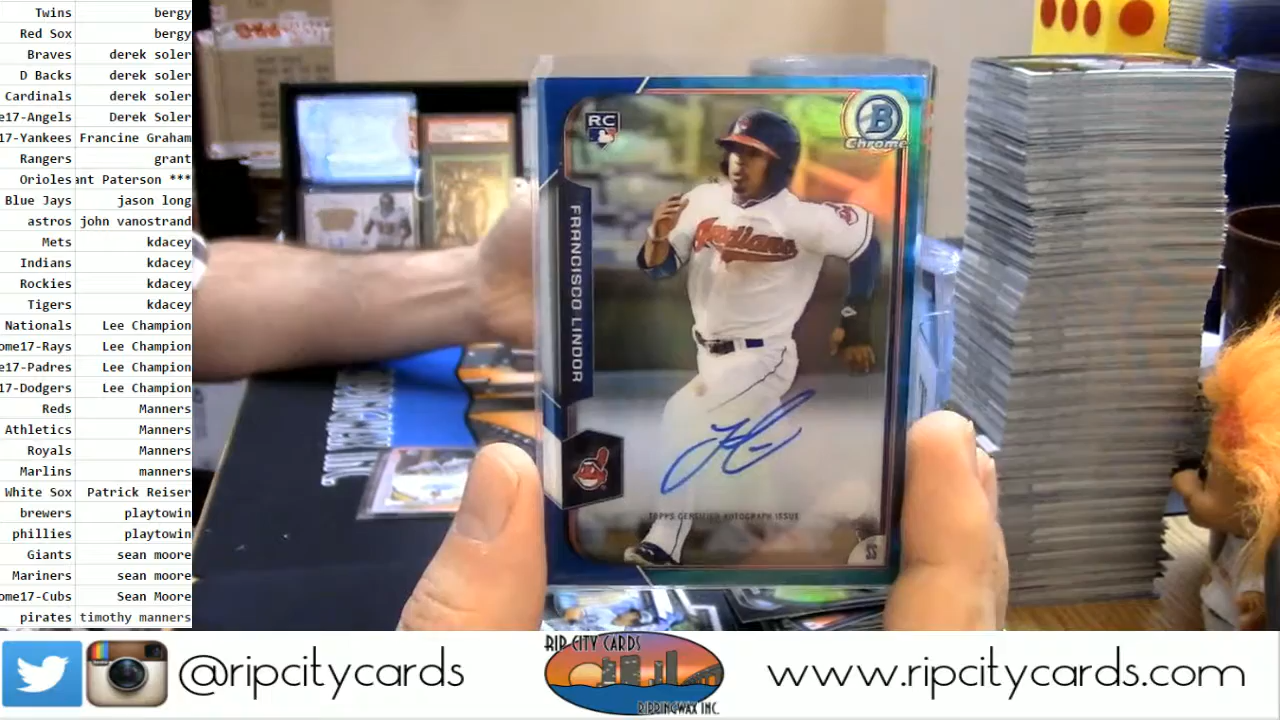 Twins bergy
Red Sox bergy
Braves derek soler
D Backs derek soler
Cardinals derek soler
e17-Angels Derek Soler
17-Yankees Francine Graham
Rangers grant
Orioles ant Paterson ***
Blue Jays jason long
astros john vanostrand
Mets kdacey
Indians kdacey
Rockies kdacey
Tigers kdacey
Nationals Lee Champion
ome17-Rays Lee Champion
e17-Padres Lee Champion
17-Dodgers Lee Champion
Reds Manners
Athletics Manners
Royals Manners
Marlins manners
White Sox Patrick Reiser
brewers playtowin
phillies playtowin
Giants sean moore
Mariners sean moore
ome17-Cubs Sean Moore
pirates timothy manners
RC
B
Chrome
FRANCISCO LINDOR
Indians
TOPPS CERTIFIED AUTOGRAPH ISSUE
SS
@ripcitycards
RIP CITY CARDS
RIPPINGWAX INC.
www.ripcitycards.com